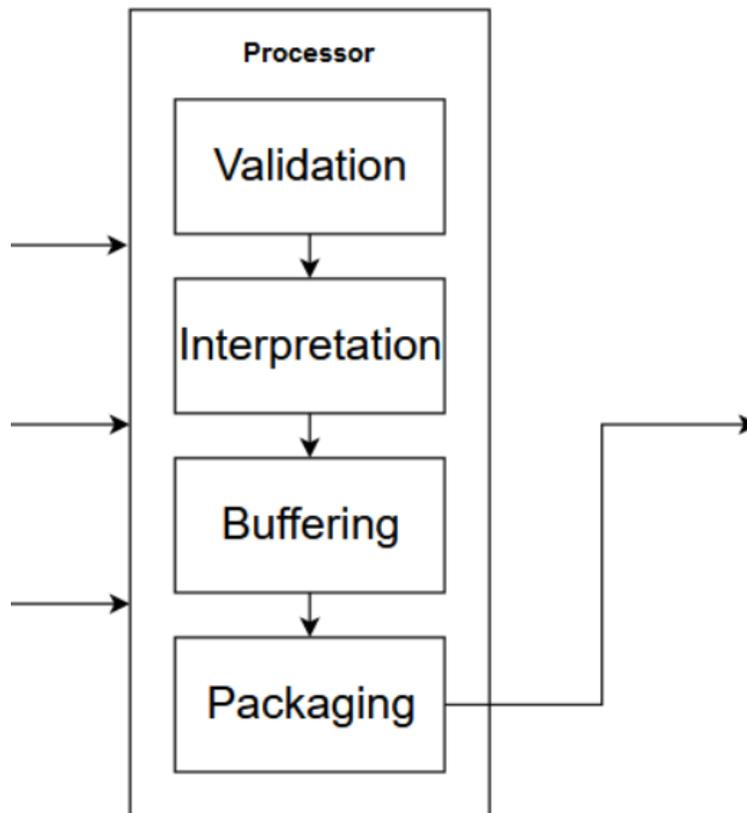 Processor
Validation
Interpretation
Buffering
Packaging